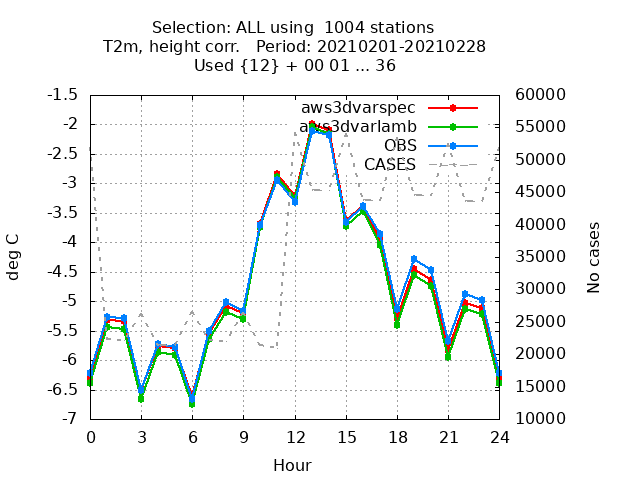 Selection: ALL using  1004 stations
T2m, height corr.   Period: 20210201-20210228
Used {12} + 00 01 ... 36
aws3dvarspec
aws3dvarlamb
OBS
CASES
-1.5
-2
-2.5
-3
-3.5
-4
-4.5
-5
-5.5
-6
-6.5
-7
deg C
60000
55000
50000
45000
40000
35000
30000
25000
20000
15000
10000
No cases
0 3 6 9 12 15 18 21 24
Hour